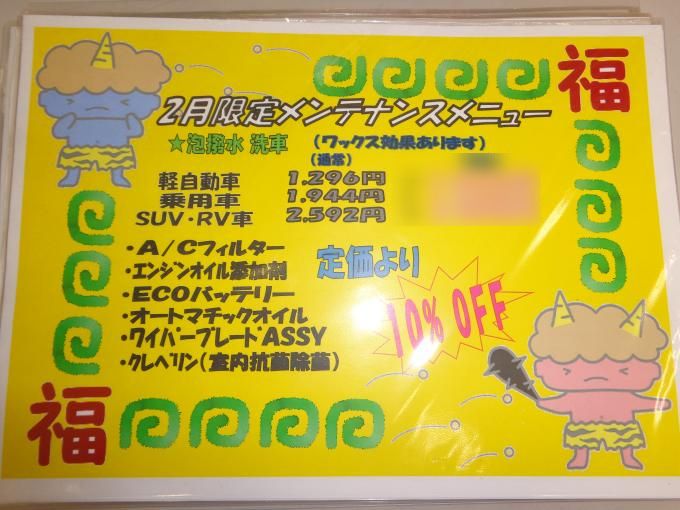 福
2月限定メンテナンスメニュー
★泡撥水 洗車 (ワックス効果あります)
(通常)
軽自動車 1.296円
乗用車 1.944円
SUV・RV車 2.592円
・A/Cフィルター
・エンジンオイル添加剤
・ECOバッテリー
・オートマチックオイル
・ワイパーブレードASSY
・クレベリン(室内抗菌除菌)
定価より
10% OFF
福